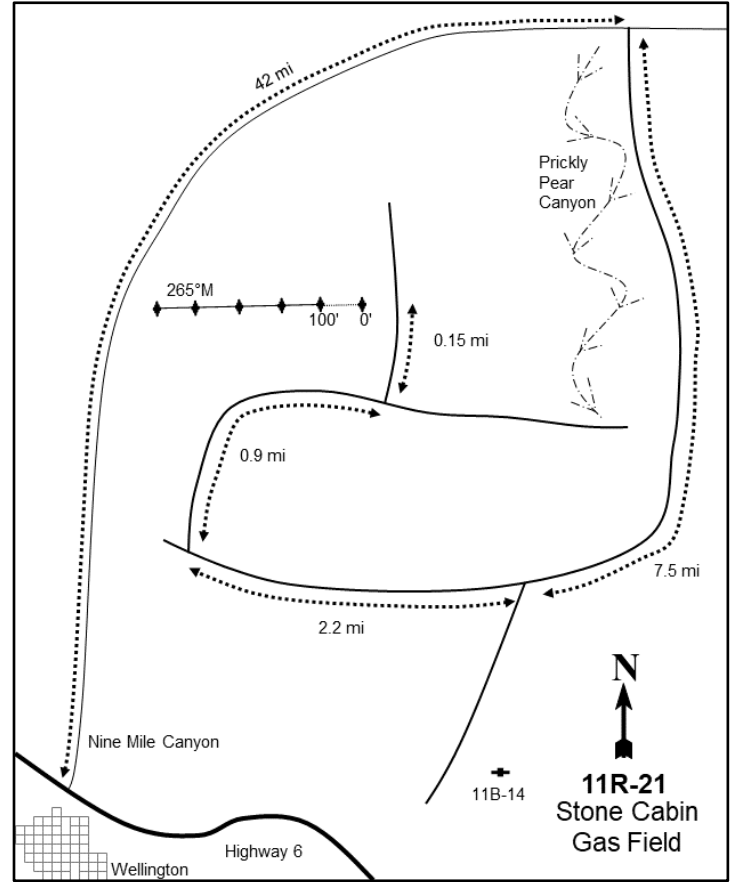 42 mi
Prickly
Pear
Canyon
265°M
100' 0'
0.15 mi
0.9 mi
7.5 mi
2.2 mi
N
Nine Mile Canyon
11B-14
11R-21
Stone Cabin
Gas Field
Highway 6
Wellington